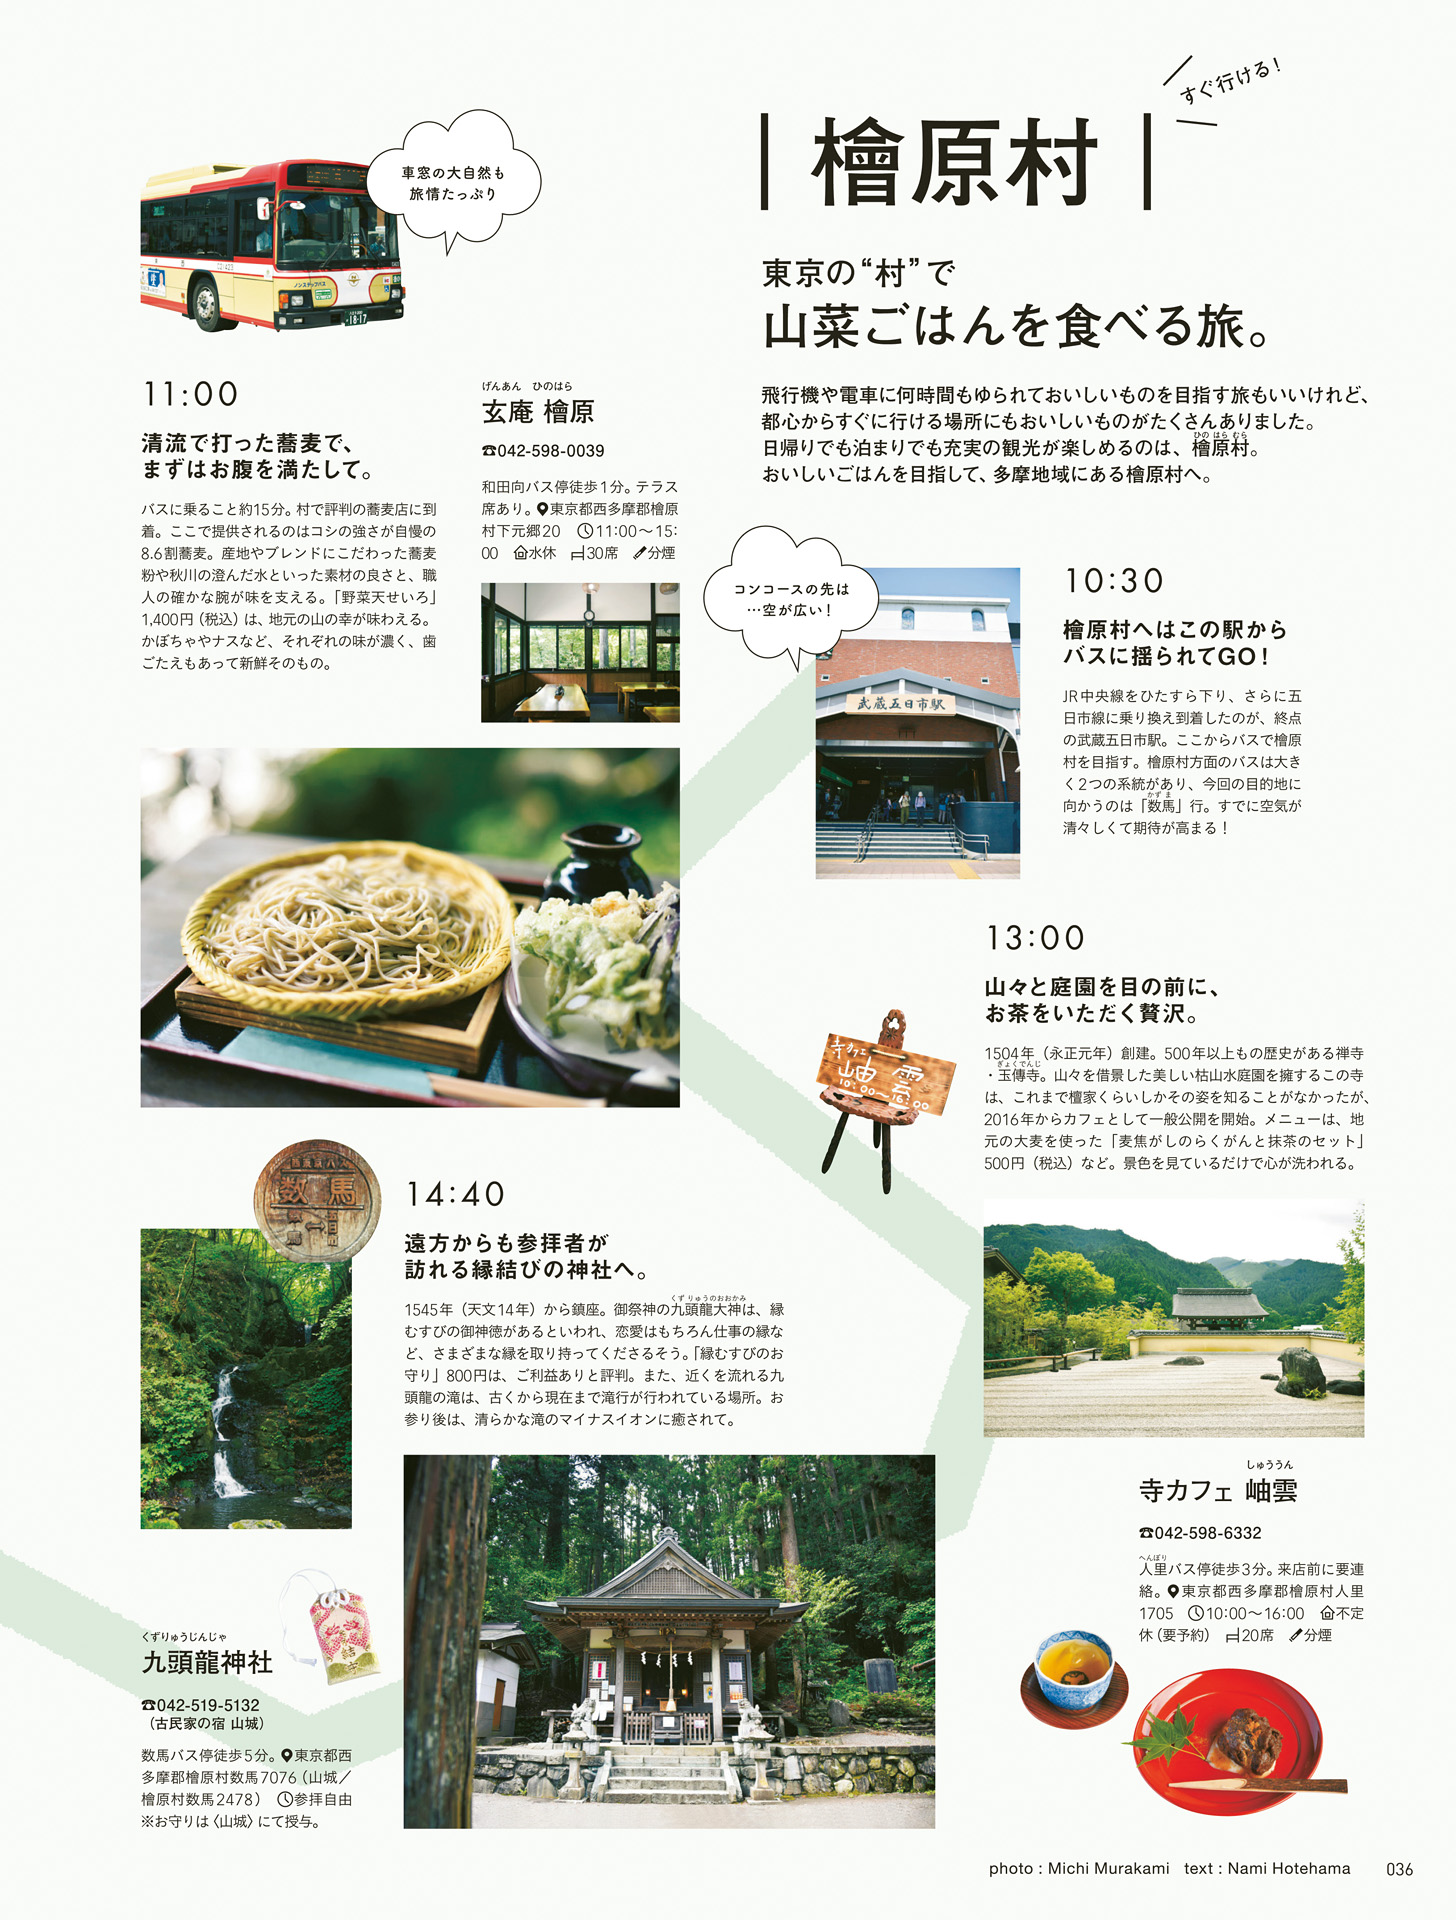 すぐ行ける!
檜原村
東京の“村”で
山菜ごはんを食べる旅。
飛行機や電車に何時間もゆられておいしいものを目指す旅もいいけれど、
都心からすぐに行ける場所にもおいしいものがたくさんありました。
日帰りでも泊まりでも充実の観光が楽しめるのは、檜原村。
ひのはらむら
おいしいごはんを目指して、多摩地域にある檜原村へ。
コンコースの先は
…空が広い!
武蔵五日市駅
10:30
檜原村へはこの駅から
バスに揺られてGO!
JR中央線をひたすら下り、さらに五
日市線に乗り換え到着したのが、終点
の武蔵五日市駅。ここからバスで檜原
村を目指す。檜原村方面のバスは大き
く2つの系統があり、今回の目的地に
かずま
向かうのは「数馬」行。すでに空気が
清々しくて期待が高まる!
車窓の大自然も
旅情たっぷり
ノンステップバス
18-17
11:00
清流で打った蕎麦で、
まずはお腹を満たして。
バスに乗ること約15分。村で評判の蕎麦店に到
着。ここで提供されるのはコシの強さが自慢の
8.6割蕎麦。産地やブレンドにこだわった蕎麦
粉や秋川の澄んだ水といった素材の良さと、職
人の確かな腕が味を支える。「野菜天せいろ」
1,400円(税込)は、地元の山の幸が味わえる。
かぼちゃやナスなど、それぞれの味が濃く、歯
ごたえもあって新鮮そのもの。
げんあん ひのはら
玄庵 檜原
☎042-598-0039
和田向バス停徒歩1分。テラス
席あり。東京都西多摩郡檜原
村下元郷20 11:00〜15:
00 水休 30席 分煙
13:00
山々と庭園を目の前に、
お茶をいただく贅沢。
1504年(永正元年)創建。500年以上もの歴史がある禅寺
ぎょくでんじ
・玉傳寺。山々を借景した美しい枯山水庭園を擁するこの寺
は、これまで檀家くらいしかその姿を知ることがなかったが、
2016年からカフェとして一般公開を開始。メニューは、地
元の大麦を使った「麦焦がしのらくがんと抹茶のセット」
500円(税込)など。景色を見ているだけで心が洗われる。
寺カフェ
岫雲
10:00〜16:00
しゅううん
寺カフェ 岫雲
☎042-598-6332
へんぼり
人里バス停徒歩3分。来店前に要連
絡。東京都西多摩郡檜原村人里
1705 10:00〜16:00 不定
休(要予約) 20席 分煙
数馬
14:40
遠方からも参拝者が
訪れる縁結びの神社へ。
くずりゅうのおおかみ
1545年(天文14年)から鎮座。御祭神の九頭龍大神は、縁
むすびの御神徳があるといわれ、恋愛はもちろん仕事の縁な
ど、さまざまな縁を取り持ってくださるそう。「縁むすびのお
守り」800円は、ご利益ありと評判。また、近くを流れる九
頭龍の滝は、古くから現在まで滝行が行われている場所。お
参り後は、清らかな滝のマイナスイオンに癒されて。
くずりゅうじんじゃ
九頭龍神社
☎042-519-5132
(古民家の宿 山城)
数馬バス停徒歩5分。東京都西
多摩郡檜原村数馬7076(山城/
檜原村数馬2478) 参拝自由
※お守りは〈山城〉にて授与。
photo : Michi Murakami text : Nami Hotehama 036